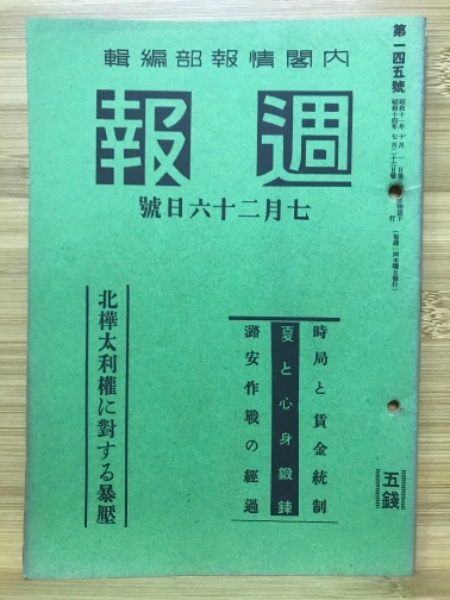 第一四五號
内閣情報部編輯
週報
七月二十六日號
時局と賃金統制
夏と心身鍛錬
潞安作戰の經過
北樺太利權に對する暴壓
五錢